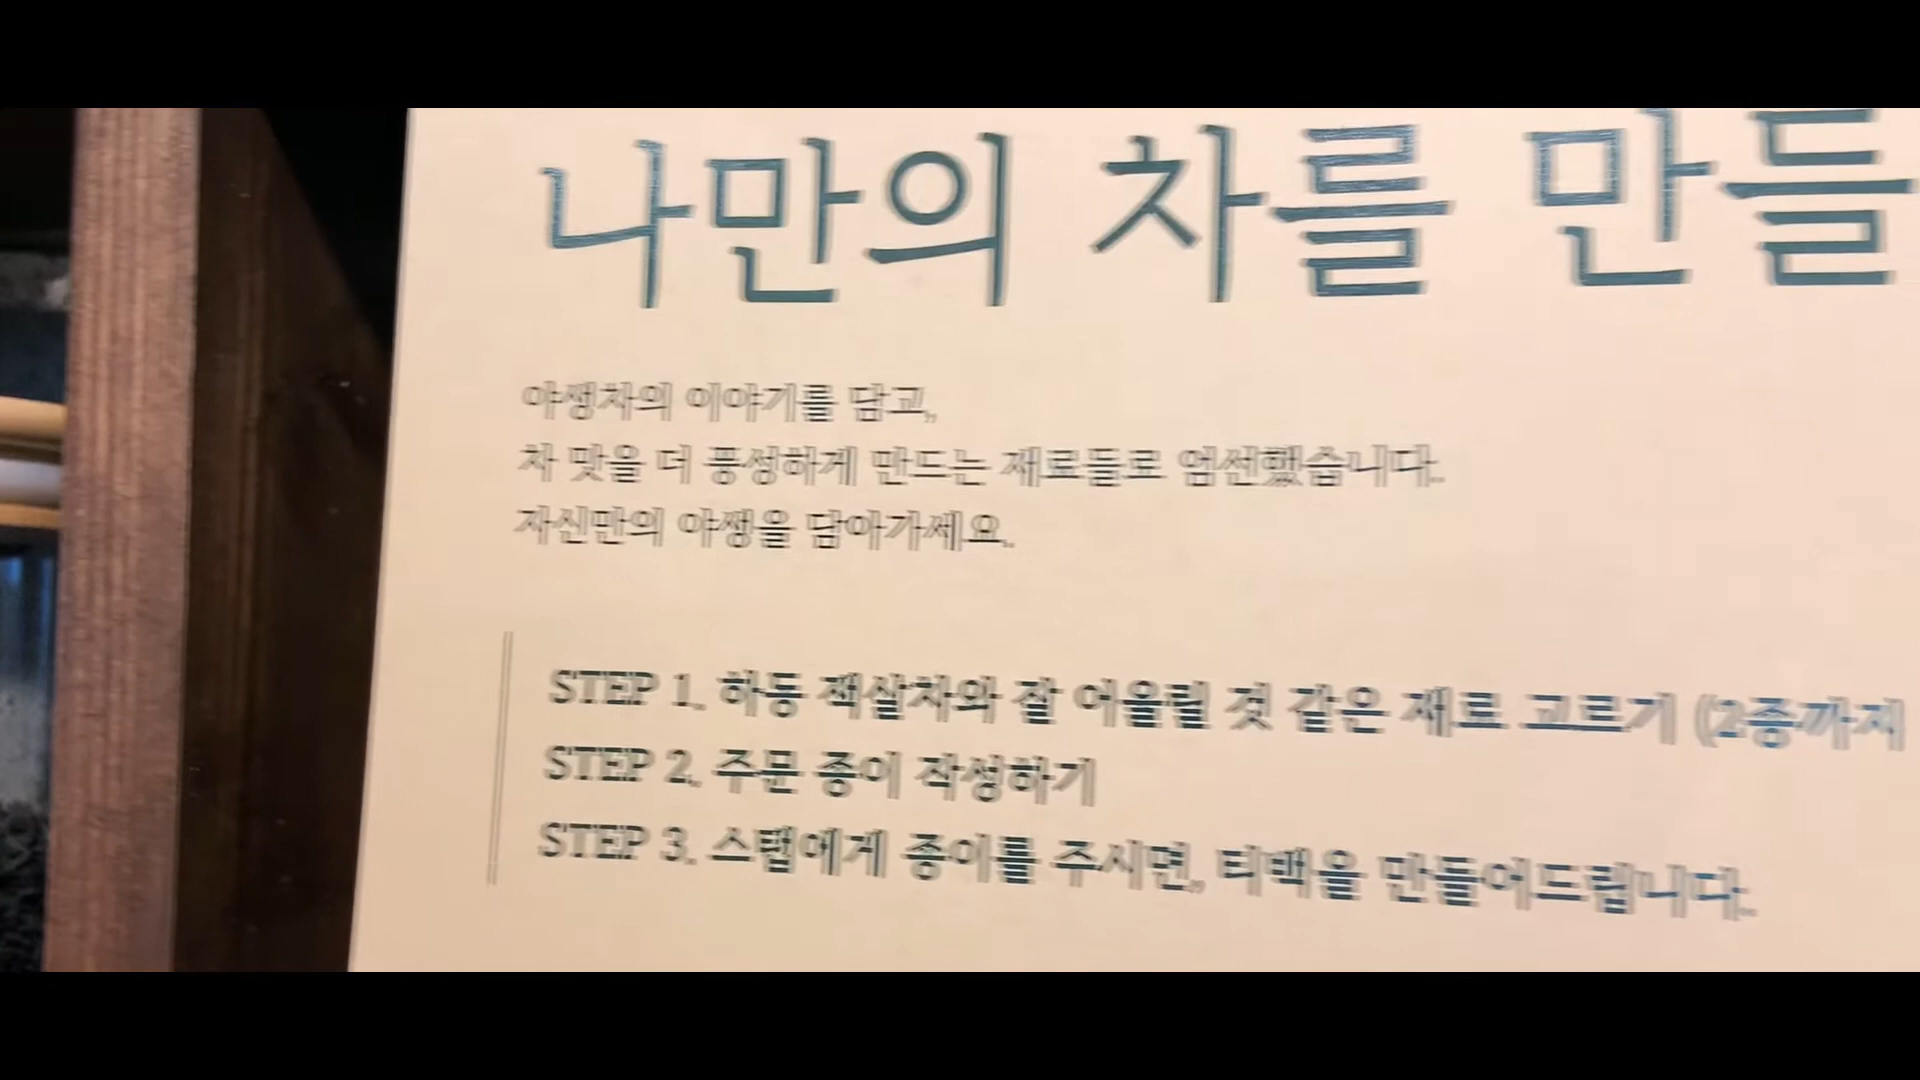 나만의 차를 만들
야생차의 이야기를 담고,
차 맛을 더 풍성하게 만드는 재료들로 엄선했습니다.
자신만의 야생을 담아가세요.
STEP 1. 하동 잭살차와 잘 어울릴 것 같은 재료 고르기 (2종까지
STEP 2. 주문 종이 작성하기
STEP 3. 스탭에게 종이를 주시면, 티백을 만들어드립니다.